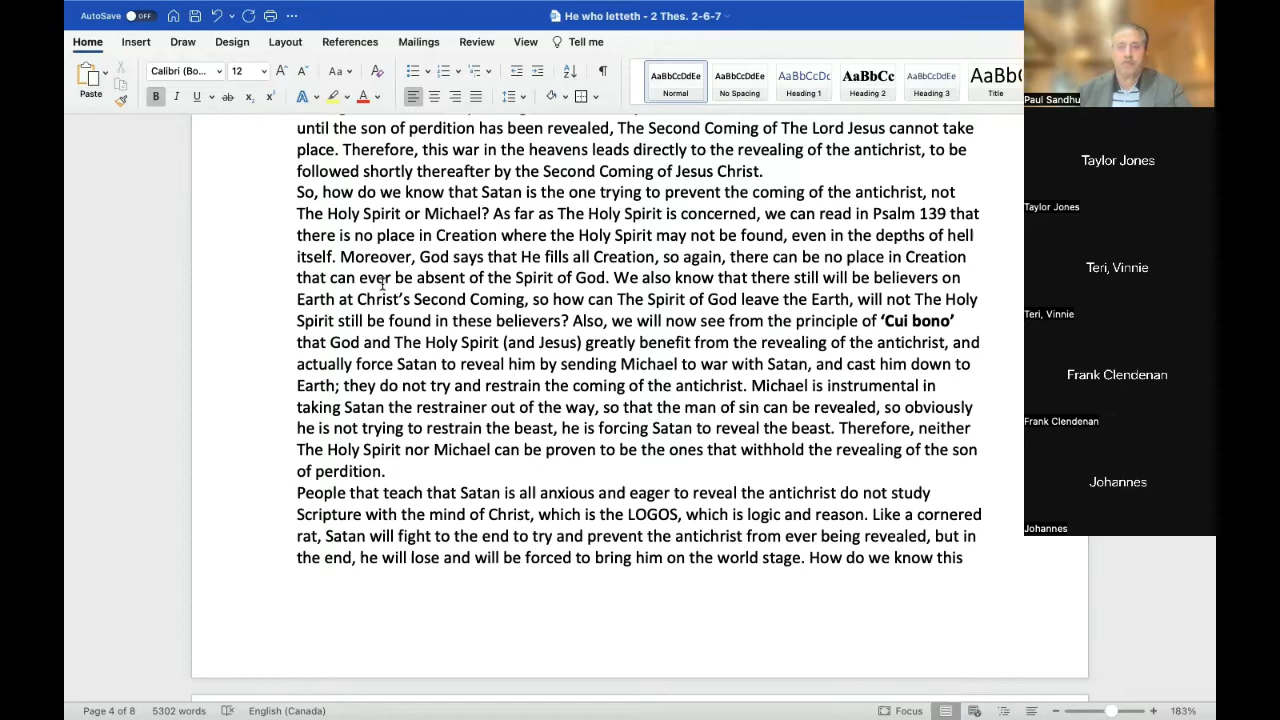 AutoSave OFF
He who letteth - 2 Thes. 2-6-7
Home Insert Draw Design Layout References Mailings Review View Tell me
Paste
Calibri (Bo... 12
AaBbCcDdEe Normal
AaBbCcDdEe No Spacing
AaBbCcDc Heading 1
AaBbCc Heading 2
AaBbCcDdEe Heading 3
AaBbC Title
until the son of perdition has been revealed, The Second Coming of The Lord Jesus cannot take
place. Therefore, this war in the heavens leads directly to the revealing of the antichrist, to be
followed shortly thereafter by the Second Coming of Jesus Christ.
So, how do we know that Satan is the one trying to prevent the coming of the antichrist, not
The Holy Spirit or Michael? As far as The Holy Spirit is concerned, we can read in Psalm 139 that
there is no place in Creation where the Holy Spirit may not be found, even in the depths of hell
itself. Moreover, God says that He fills all Creation, so again, there can be no place in Creation
that can ever be absent of the Spirit of God. We also know that there still will be believers on
Earth at Christ's Second Coming, so how can The Spirit of God leave the Earth, will not The Holy
Spirit still be found in these believers? Also, we will now see from the principle of 'Cui bono'
that God and The Holy Spirit (and Jesus) greatly benefit from the revealing of the antichrist, and
actually force Satan to reveal him by sending Michael to war with Satan, and cast him down to
Earth; they do not try and restrain the coming of the antichrist. Michael is instrumental in
taking Satan the restrainer out of the way, so that the man of sin can be revealed, so obviously
he is not trying to restrain the beast, he is forcing Satan to reveal the beast. Therefore, neither
The Holy Spirit nor Michael can be proven to be the ones that withhold the revealing of the son
of perdition.
People that teach that Satan is all anxious and eager to reveal the antichrist do not study
Scripture with the mind of Christ, which is the LOGOS, which is logic and reason. Like a cornered
rat, Satan will fight to the end to try and prevent the antichrist from ever being revealed, but in
the end, he will lose and will be forced to bring him on the world stage. How do we know this
Page 4 of 8 5302 words English (Canada) Focus 183%
Paul Sandhu
Taylor Jones
Taylor Jones
Teri, Vinnie
Teri, Vinnie
Frank Clendenan
Frank Clendenan
Johannes
Johannes